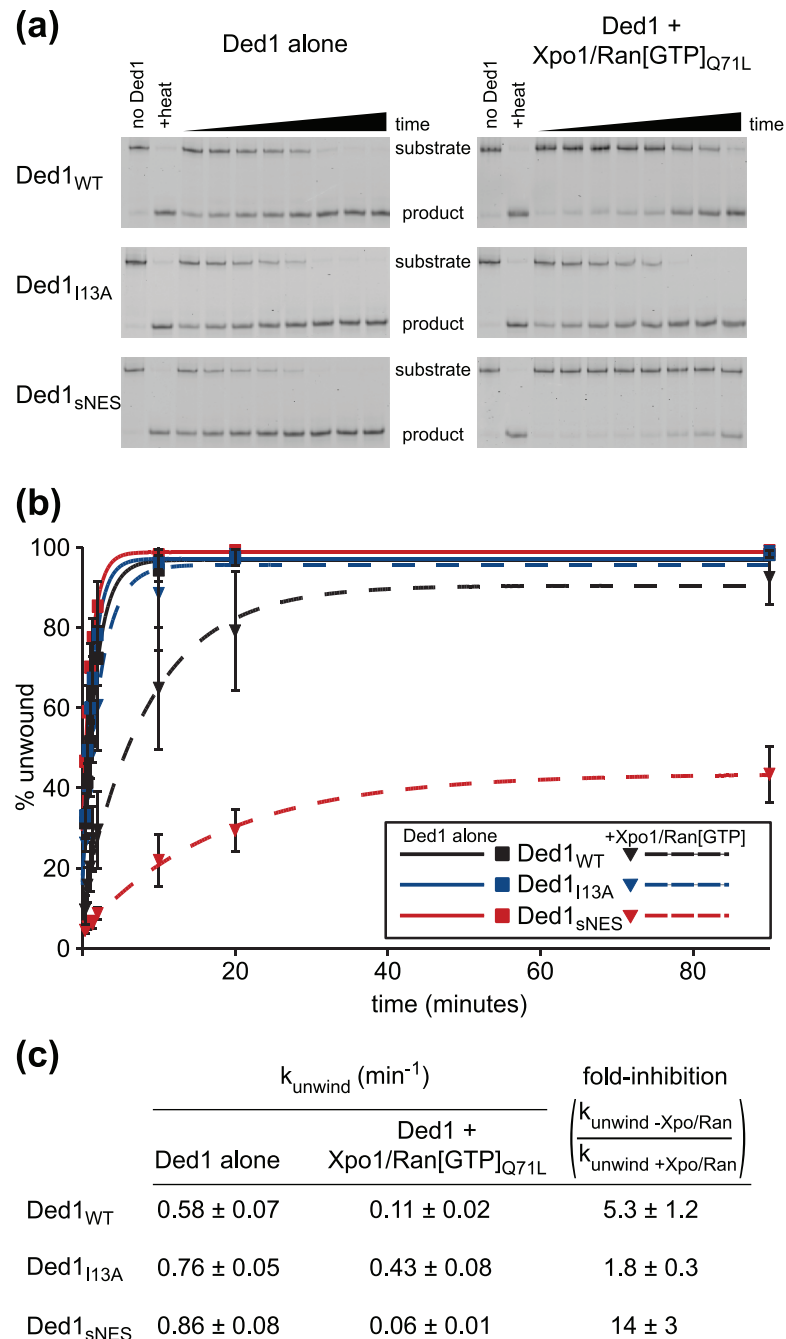 (a)
Ded1 alone
Ded1 +
Xpo1/Ran[GTP]Q71L
no Ded1
+heat
time
no Ded1
+heat
time
Ded1WT
substrate
product
Ded1I13A
substrate
product
Ded1sNES
substrate
product
(b)
100
80
60
40
20
0
% unwound
0 20 40 60 80
time (minutes)
Ded1 alone +Xpo1/Ran[GTP]
Ded1WT
Ded1I13A
Ded1sNES
(c)
kunwind (min-1)
fold-inhibition
Ded1 alone
Ded1 +
Xpo1/Ran[GTP]Q71L
(kunwind -Xpo/Ran
kunwind +Xpo/Ran)
Ded1WT 0.58 ± 0.07 0.11 ± 0.02 5.3 ± 1.2
Ded1I13A 0.76 ± 0.05 0.43 ± 0.08 1.8 ± 0.3
Ded1sNES 0.86 ± 0.08 0.06 ± 0.01 14 ± 3